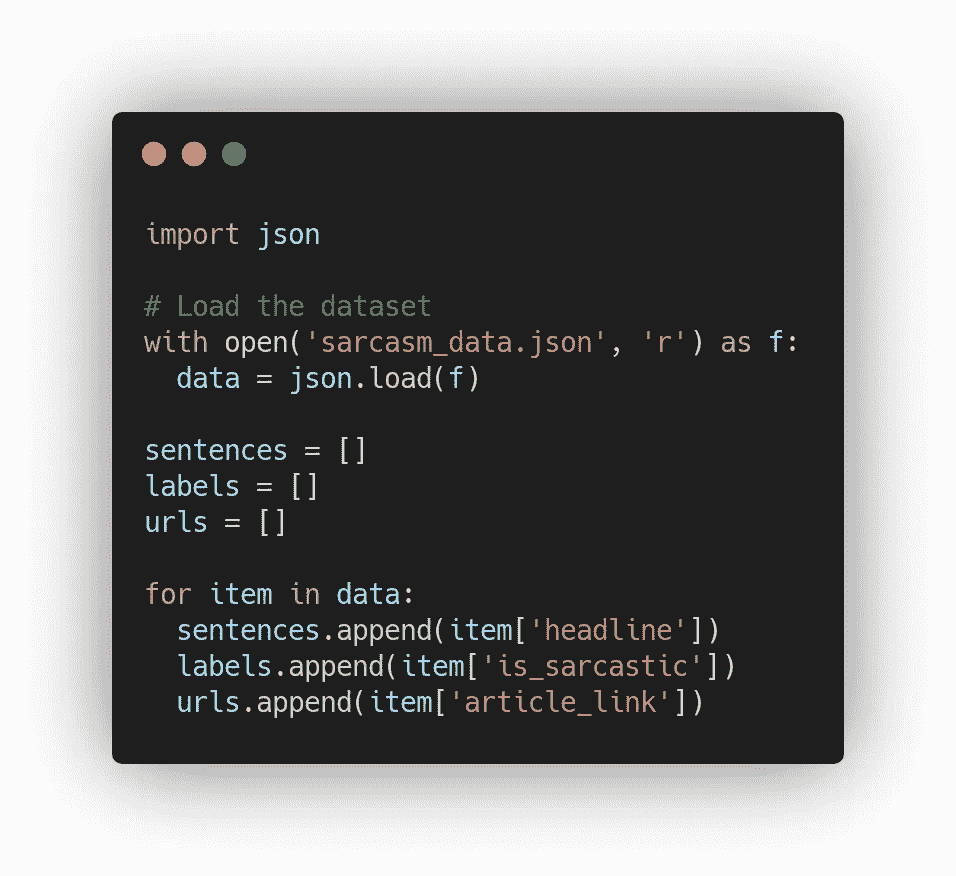 import json
# Load the dataset
with open('sarcasm_data.json', 'r') as f:
  data = json.load(f)
sentences = []
labels = []
urls = []
for item in data:
  sentences.append(item['headline'])
  labels.append(item['is_sarcastic'])
  urls.append(item['article_link'])